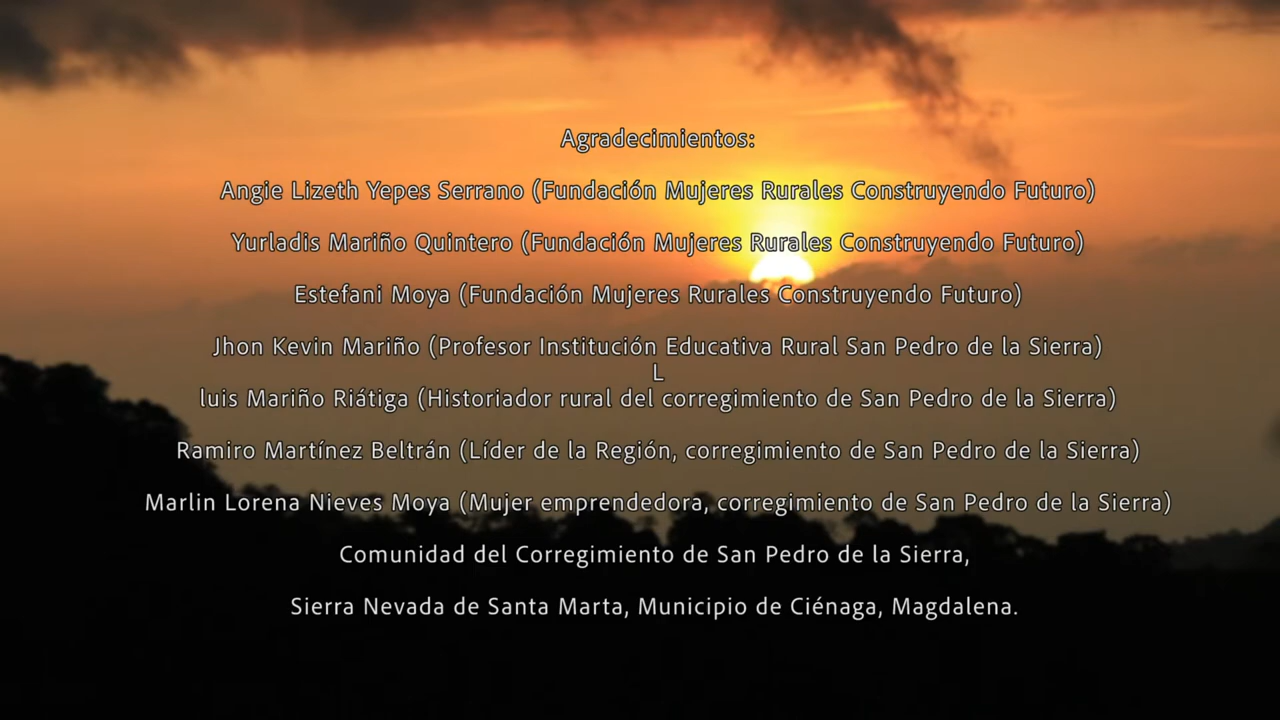 Agradecimientos:
Angie Lizeth Yepes Serrano (Fundación Mujeres Rurales Construyendo Futuro)
Yurladis Mariño Quintero (Fundación Mujeres Rurales Construyendo Futuro)
Estefani Moya (Fundación Mujeres Rurales Construyendo Futuro)
Jhon Kevin Mariño (Profesor Institución Educativa Rural San Pedro de la Sierra)
L
luis Mariño Riátiga (Historiador rural del corregimiento de San Pedro de la Sierra)
Ramiro Martínez Beltrán (Líder de la Región, corregimiento de San Pedro de la Sierra)
Marlin Lorena Nieves Moya (Mujer emprendedora, corregimiento de San Pedro de la Sierra)
Comunidad del Corregimiento de San Pedro de la Sierra,
Sierra Nevada de Santa Marta, Municipio de Ciénaga, Magdalena.